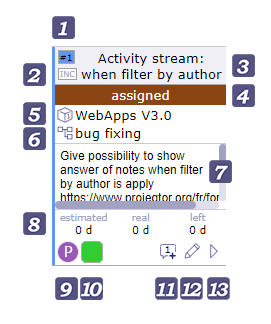 1
#1 Activity stream:
2 INC when filter by author 3
assigned 4
5 WebApps V3.0
6 bug fixing
Give possibility to show
answer of notes when filter 7
by author is apply
https://www.projeqtor.org/fr/for
8 estimated real left
0 d 0 d 0 d
P 1
9 10 11 12 13